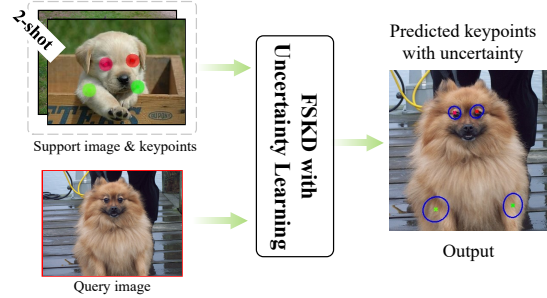 2-shot
Support image & keypoints
Query image
FSKD with
Uncertainty Learning
Predicted keypoints
with uncertainty
Output